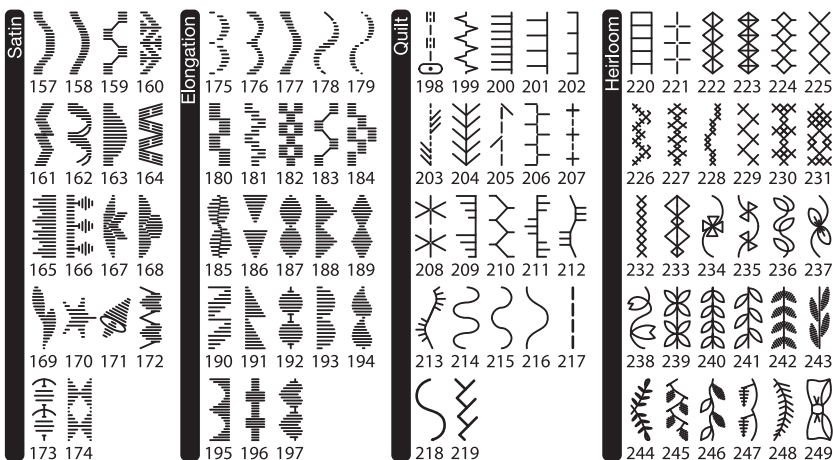 Satin
157 158 159 160
161 162 163 164
165 166 167 168
169 170 171 172
173 174
Elongation
175 176 177 178 179
180 181 182 183 184
185 186 187 188 189
190 191 192 193 194
195 196 197
Quilt
198 199 200 201 202
203 204 205 206 207
208 209 210 211 212
213 214 215 216 217
218 219
Heirloom
220 221 222 223 224 225
226 227 228 229 230 231
232 233 234 235 236 237
238 239 240 241 242 243
244 245 246 247 248 249